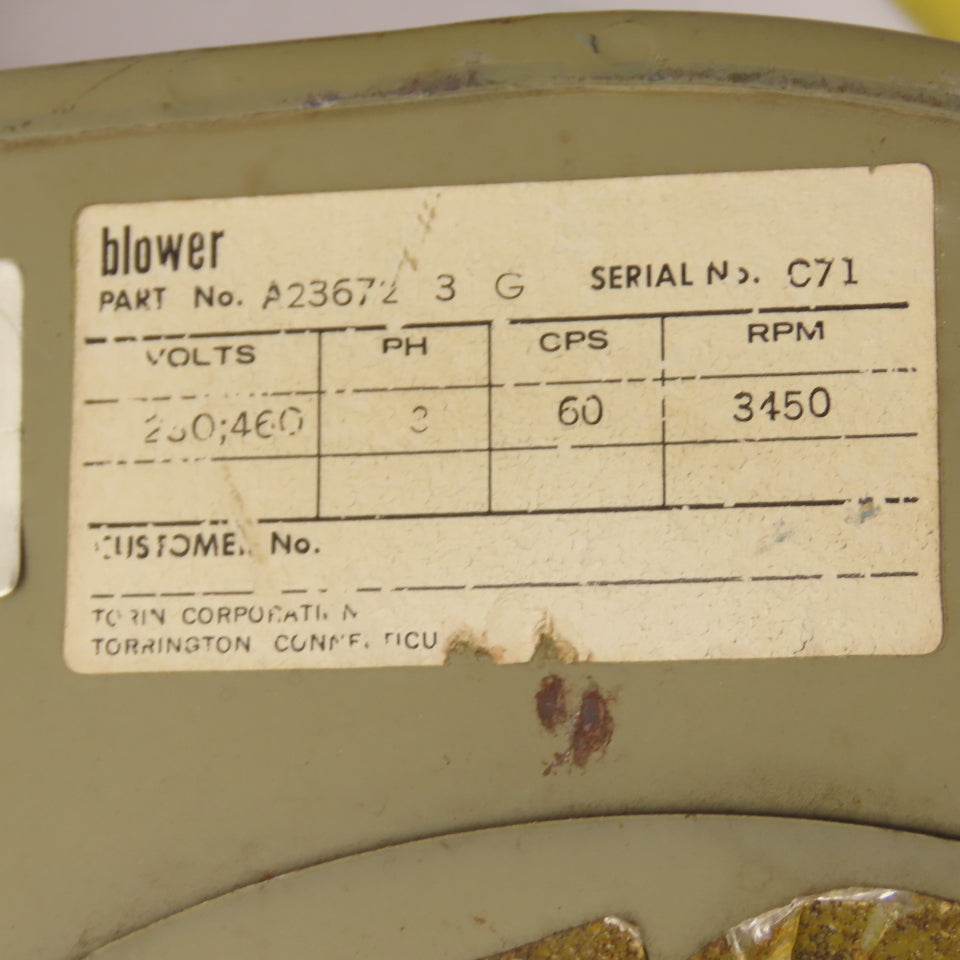 blower
PART No. A23672 3 G SERIAL No. C71
VOLTS PH CPS RPM
230;460 3 60 3450
CUSTOMER No.
TORIN CORPORATION
TORRINGTON CONNECTICU